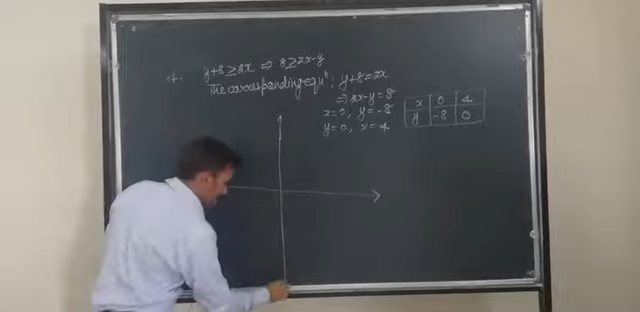 4. y+8≥2x ⇒ 8≥2x-y
The corresponding equⁿ: y+8=2x
⇒ 2x-y=8
x=0, y=-8
y=0, x=4
x 0 4
y -8 0